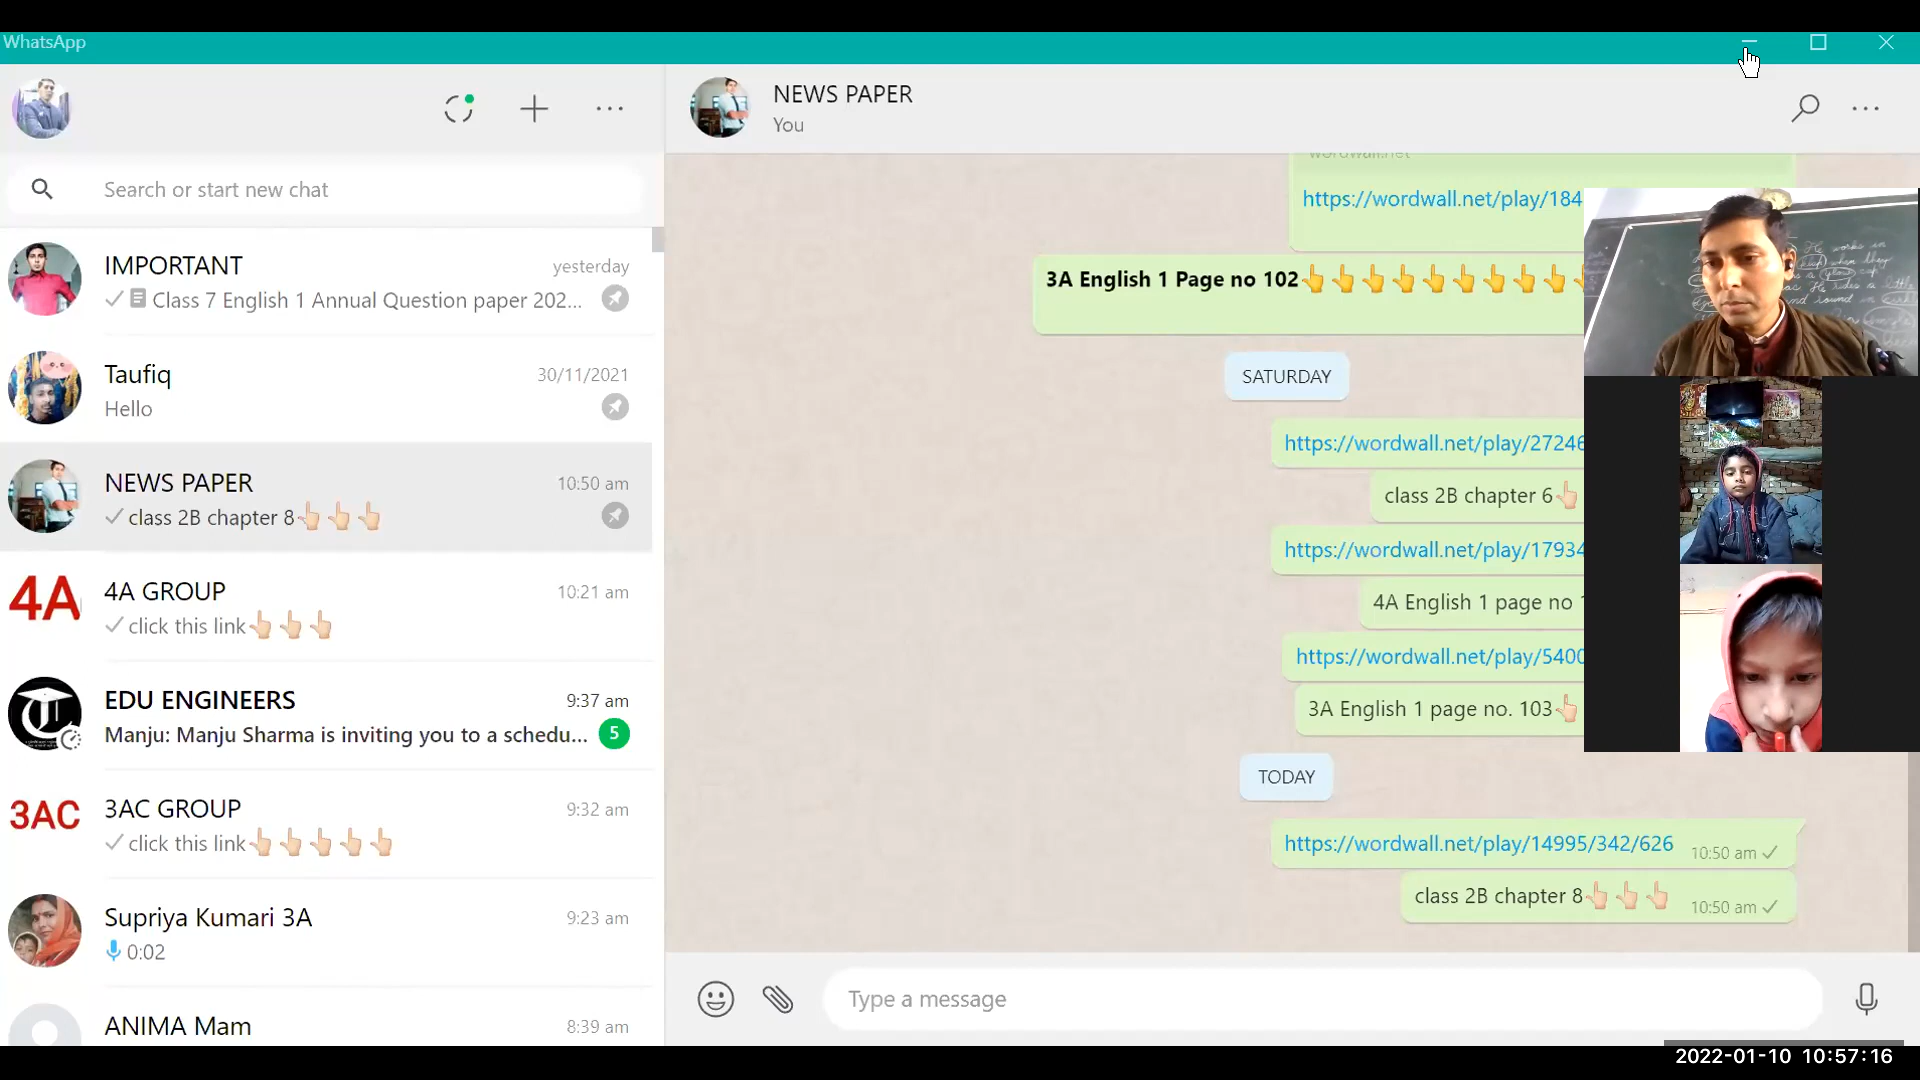 WhatsApp
NEWS PAPER
You
Search or start new chat
IMPORTANT
yesterday
Class 7 English 1 Annual Question paper 202...
Taufiq
30/11/2021
Hello
NEWS PAPER
10:50 am
class 2B chapter 8👆🏻👆🏻👆🏻
4A
4A GROUP
10:21 am
click this link👆🏻👆🏻👆🏻
EDU ENGINEERS
9:37 am
Manju: Manju Sharma is inviting you to a schedu...
5
3AC
3AC GROUP
9:32 am
click this link👆🏻👆🏻👆🏻👆🏻👆🏻
Supriya Kumari 3A
9:23 am
0:02
ANIMA Mam
8:39 am
wordwall.net
https://wordwall.net/play/184
3A English 1 Page no 102👆👆👆👆👆👆👆👆👆
SATURDAY
https://wordwall.net/play/27246
class 2B chapter 6👆🏻
https://wordwall.net/play/17934
4A English 1 page no
https://wordwall.net/play/5400
3A English 1 page no. 103👆🏻
TODAY
https://wordwall.net/play/14995/342/626
10:50 am
class 2B chapter 8👆🏻👆🏻👆🏻
10:50 am
Type a message
He works in
when they
2022-01-10 10:57:16